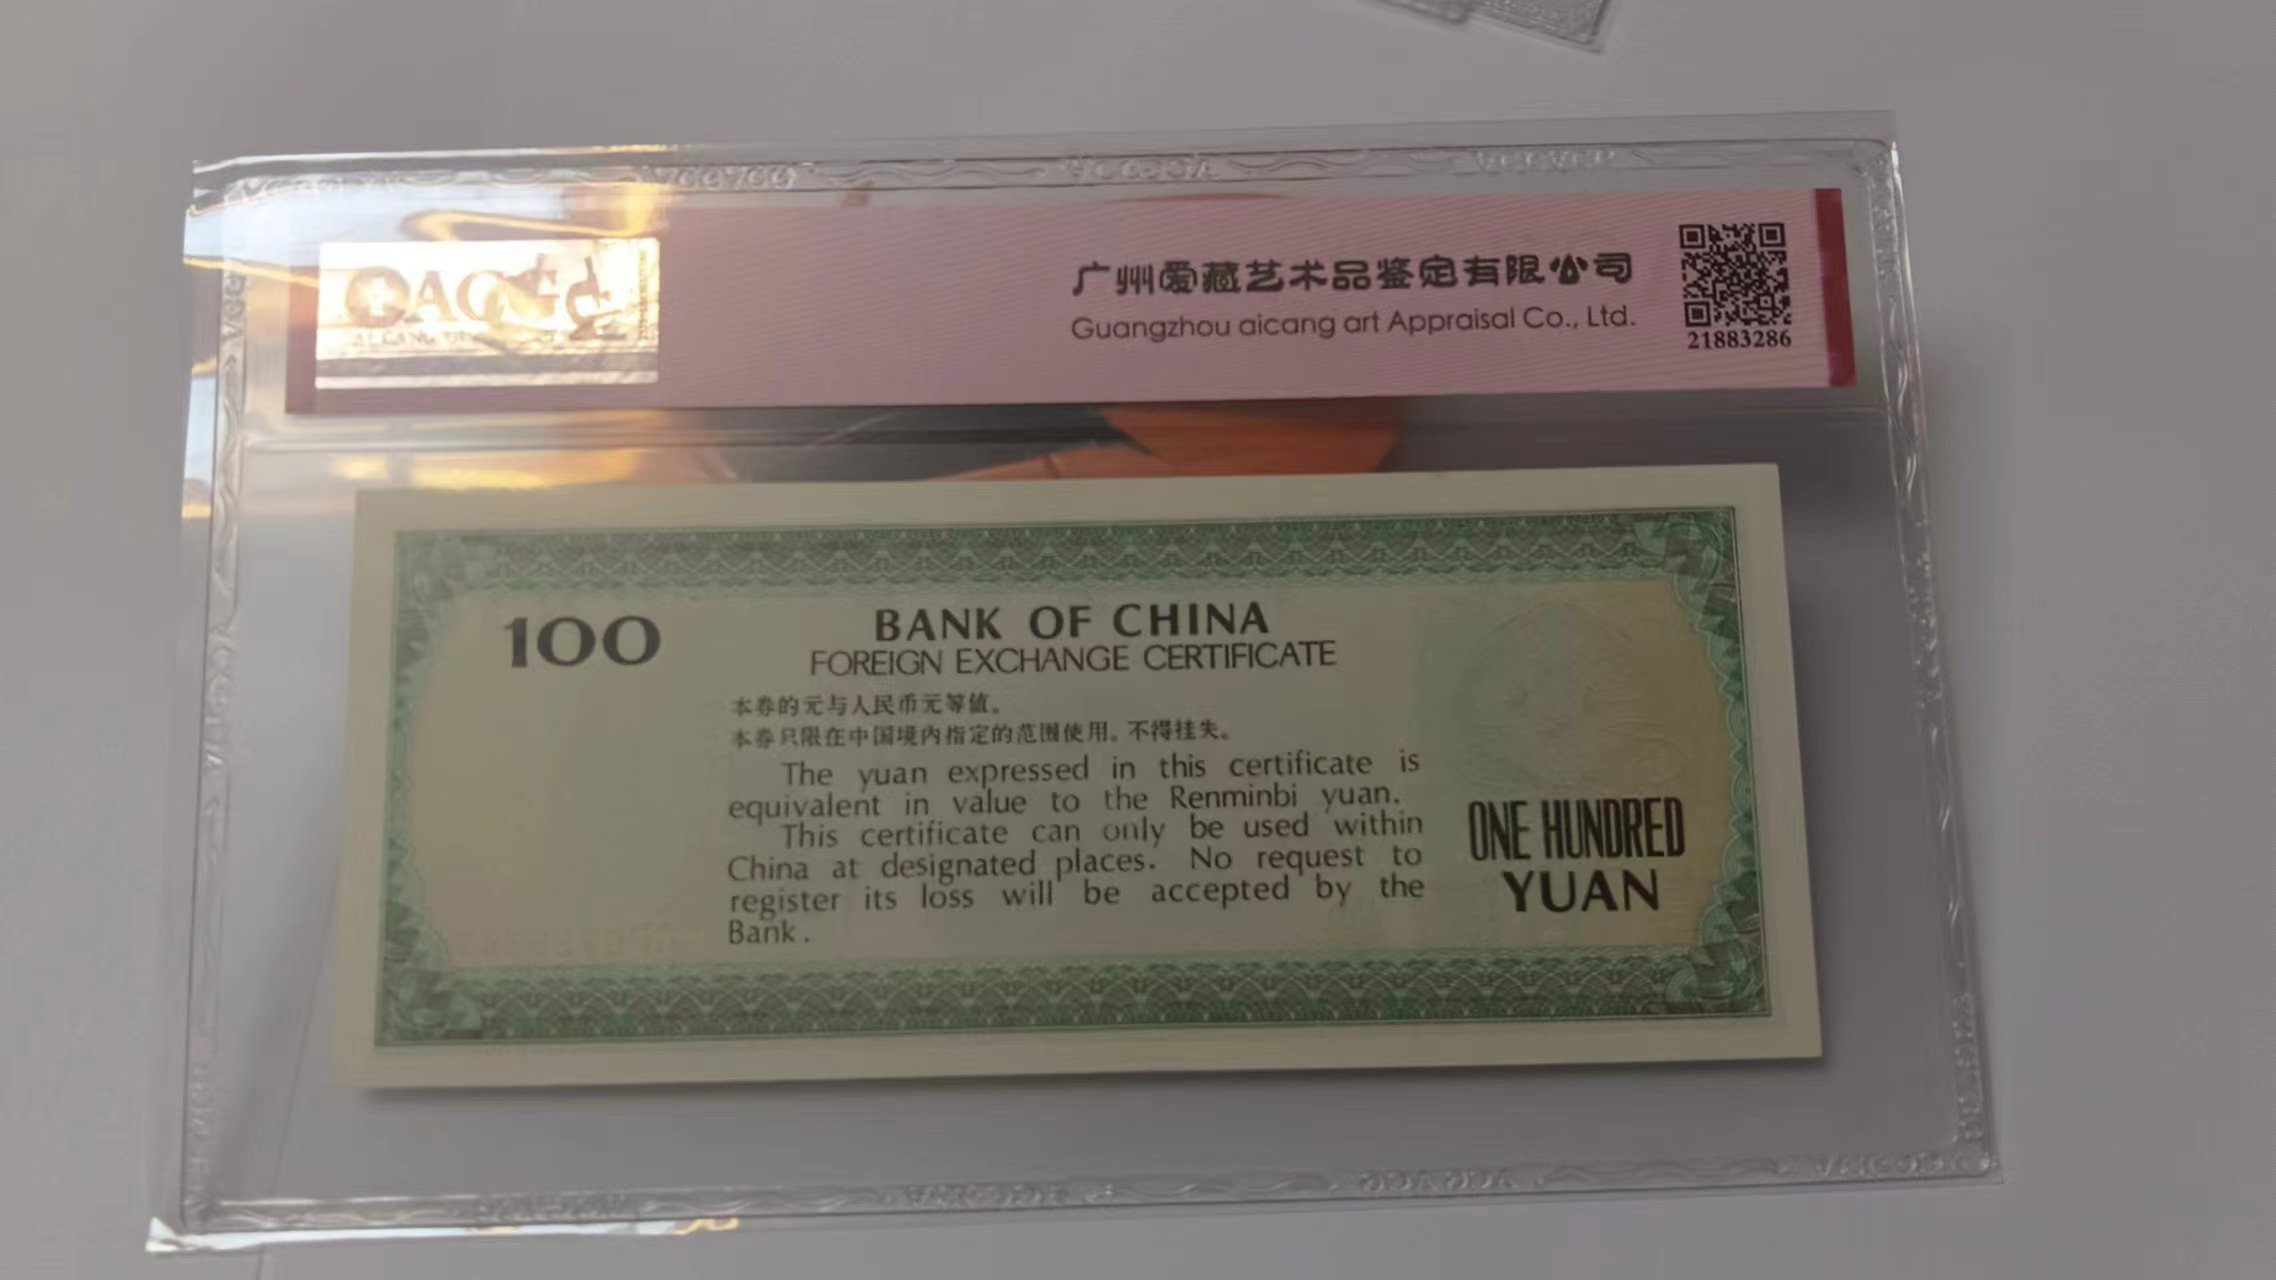 ACG
广州爱藏艺术品鉴定有限公司
Guangzhou aicang art Appraisal Co., Ltd.
21883286
100
BANK OF CHINA
FOREIGN EXCHANGE CERTIFICATE
本券的元与人民币元等值。
本券只限在中国境内指定的范围使用。不得挂失。
The yuan expressed in this certificate is
equivalent in value to the Renminbi yuan.
This certificate can only be used within
China at designated places. No request to
register its loss will be accepted by the
Bank.
ONE HUNDRED
YUAN